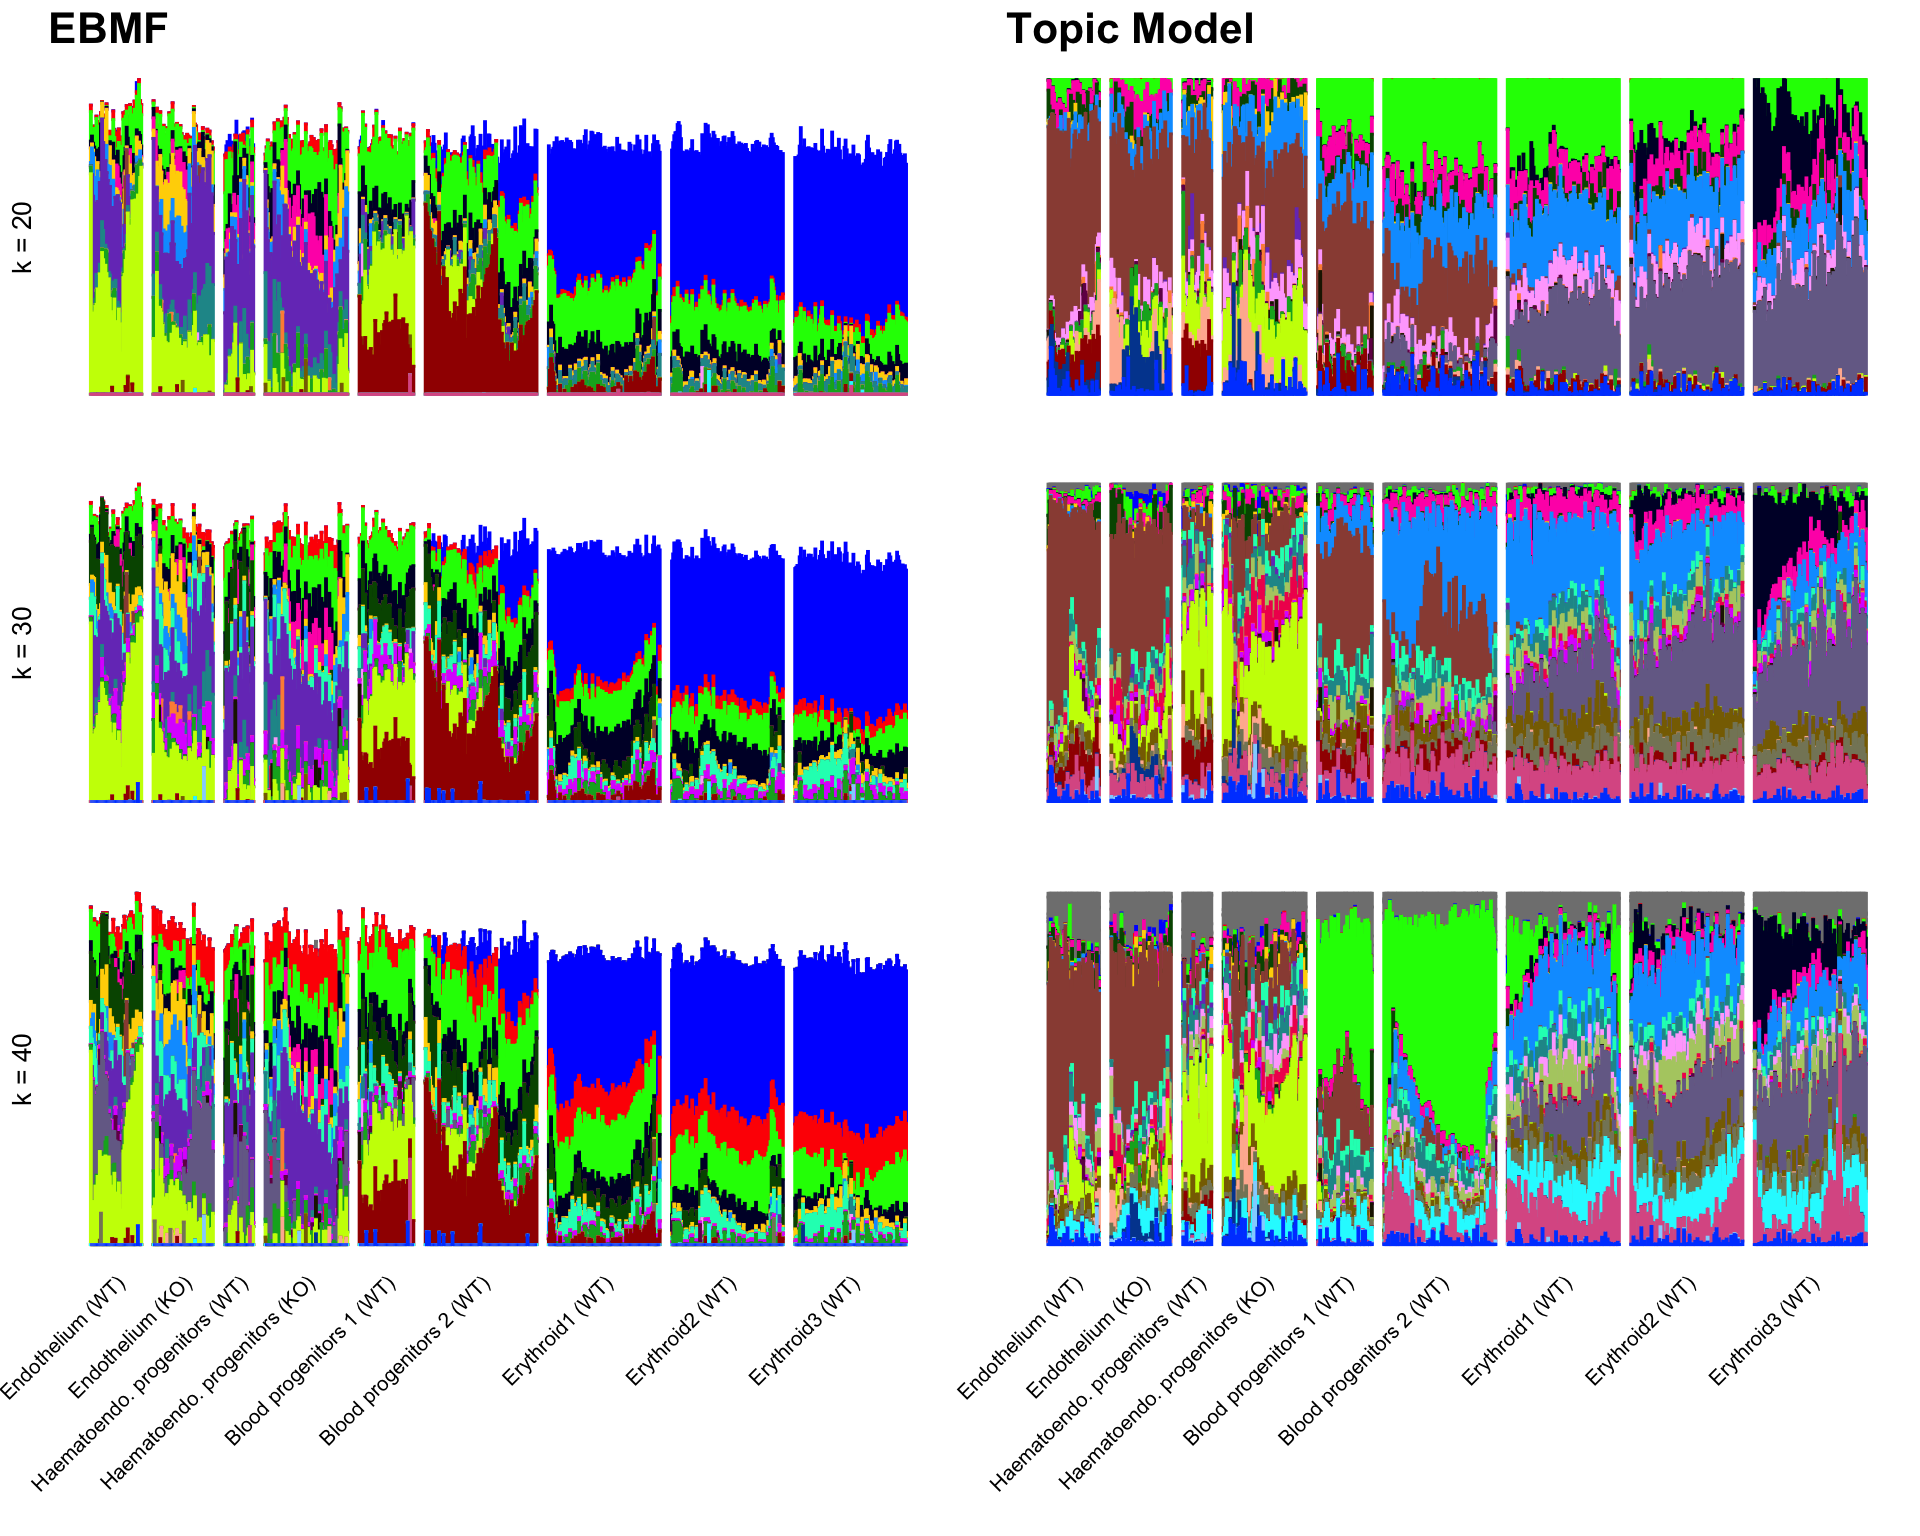 EBMF
Topic Model
k = 20
k = 30
k = 40
Endothelium (WT)
Endothelium (KO)
Haematoendo. progenitors (WT)
Haematoendo. progenitors (KO)
Blood progenitors 1 (WT)
Blood progenitors 2 (WT)
Erythroid1 (WT)
Erythroid2 (WT)
Erythroid3 (WT)
Endothelium (WT)
Endothelium (KO)
Haematoendo. progenitors (WT)
Haematoendo. progenitors (KO)
Blood progenitors 1 (WT)
Blood progenitors 2 (WT)
Erythroid1 (WT)
Erythroid2 (WT)
Erythroid3 (WT)